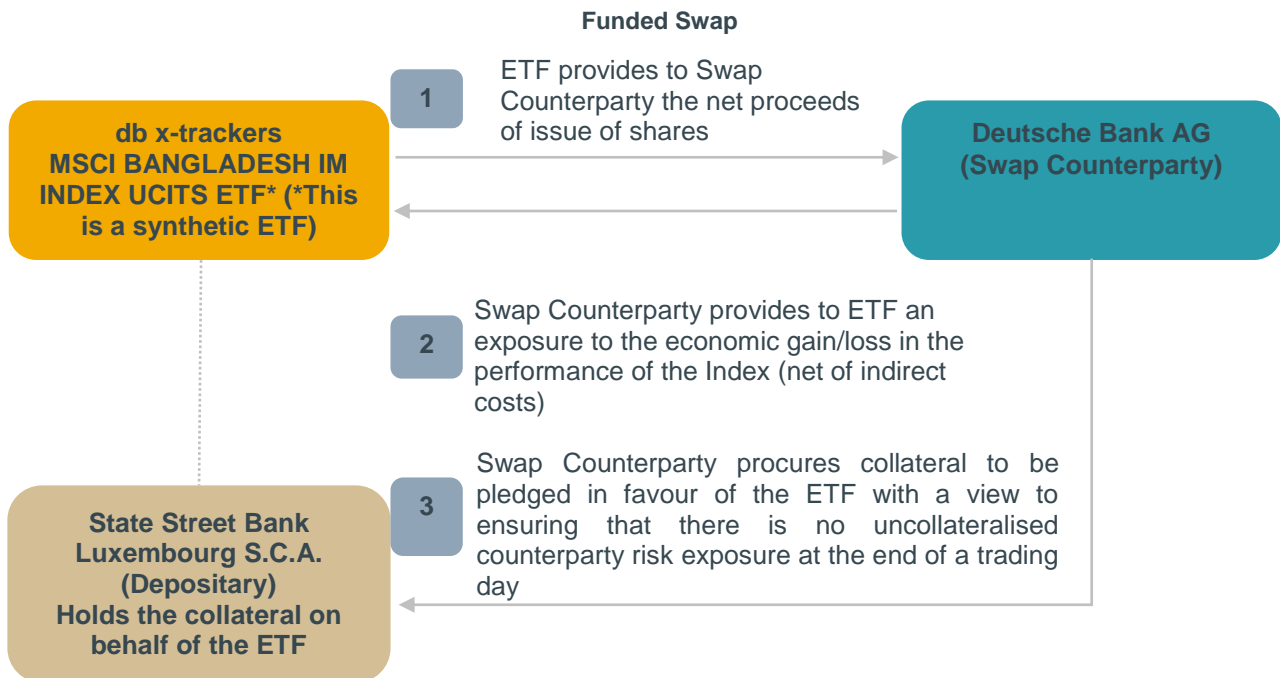 Funded Swap
1
ETF provides to Swap
Counterparty the net proceeds
of issue of shares
db x-trackers
MSCI BANGLADESH IM
INDEX UCITS ETF* (*This
is a synthetic ETF)
Deutsche Bank AG
(Swap Counterparty)
2
Swap Counterparty provides to ETF an
exposure to the economic gain/loss in the
performance of the Index (net of indirect
costs)
3
Swap Counterparty procures collateral to be
pledged in favour of the ETF with a view to
ensuring that there is no uncollateralised
counterparty risk exposure at the end of a trading
day
State Street Bank
Luxembourg S.C.A.
(Depositary)
Holds the collateral on
behalf of the ETF